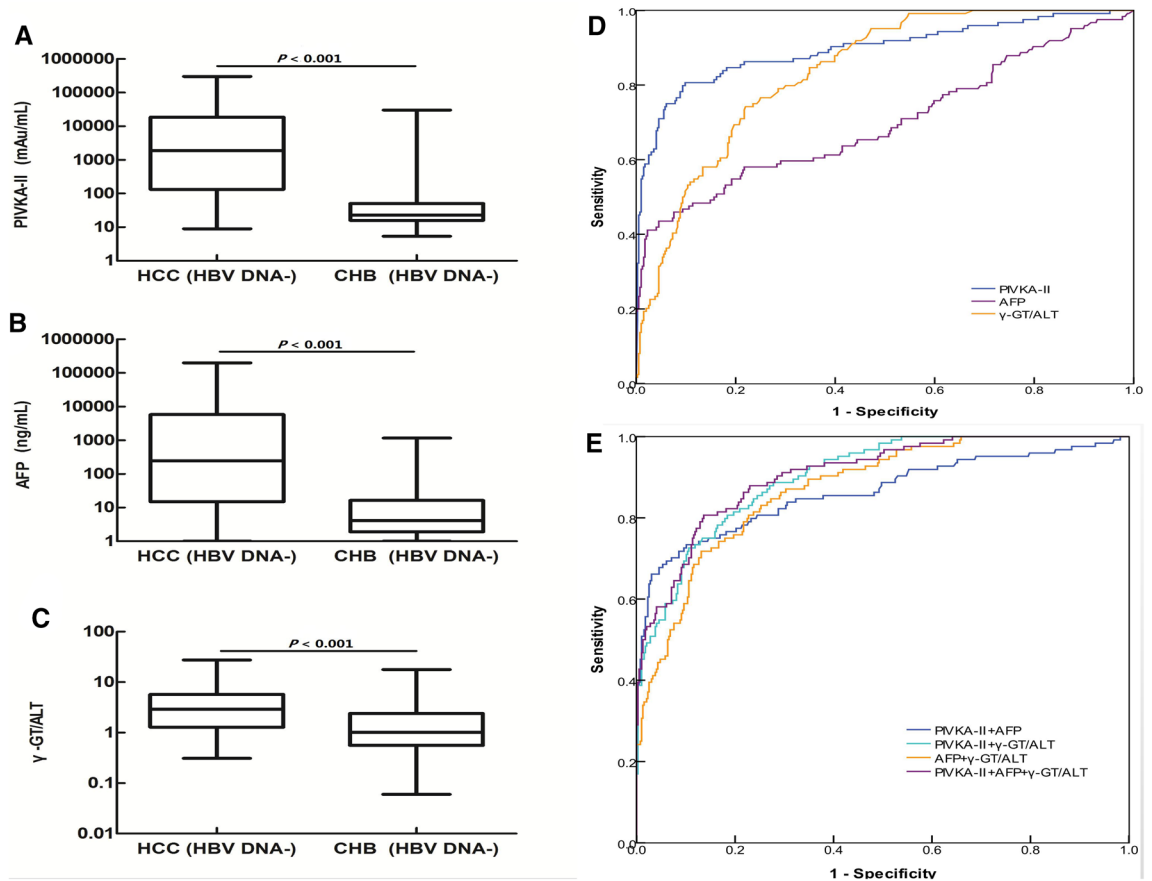 A
PIVKA-II (mAu/mL)
1000000
100000
10000
1000
100
10
1
P < 0.001
HCC (HBV DNA-)
CHB (HBV DNA-)
B
AFP (ng/mL)
1000000
100000
10000
1000
100
10
1
P < 0.001
HCC (HBV DNA-)
CHB (HBV DNA-)
C
γ -GT/ALT
100
10
1
0.1
0.01
P < 0.001
HCC (HBV DNA-)
CHB (HBV DNA-)
D
Sensitivity
1.0
0.8
0.6
0.4
0.2
0.0
PIVKA-II
AFP
γ-GT/ALT
0.0 0.2 0.4 0.6 0.8 1.0
1 - Specificity
E
Sensitivity
1.0
0.8
0.6
0.4
0.2
0.0
PIVKA-II+AFP
PIVKA-II+γ-GT/ALT
AFP+γ-GT/ALT
PIVKA-II+AFP+γ-GT/ALT
0.0 0.2 0.4 0.6 0.8 1.0
1 - Specificity